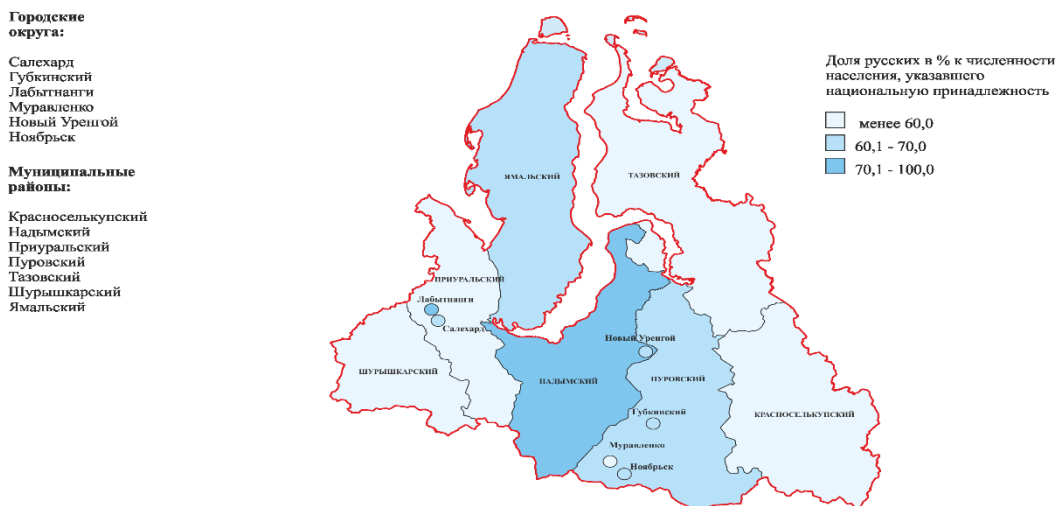 Городские
округа:
Салехард
Губкинский
Лабытнанги
Муравленко
Новый Уренгой
Ноябрьск
Муниципальные
районы:
Красноселькупский
Надымский
Приуральский
Пуровский
Тазовский
Шурышкарский
Ямальский
Доля русских в % к численности
населения, указавшего
национальную принадлежность
менее 60,0
60,1 - 70,0
70,1 - 100,0
ЯМАЛЬСКИЙ
ТАЗОВСКИЙ
ПРИУРАЛЬСКИЙ
Лабытнанги
Салехард
Новый Уренгой
ШУРЫШКАРСКИЙ
НАДЫМСКИЙ
ПУРОВСКИЙ
Губкинский
КРАСНОСЕЛЬКУПСКИЙ
Муравленко
Ноябрьск